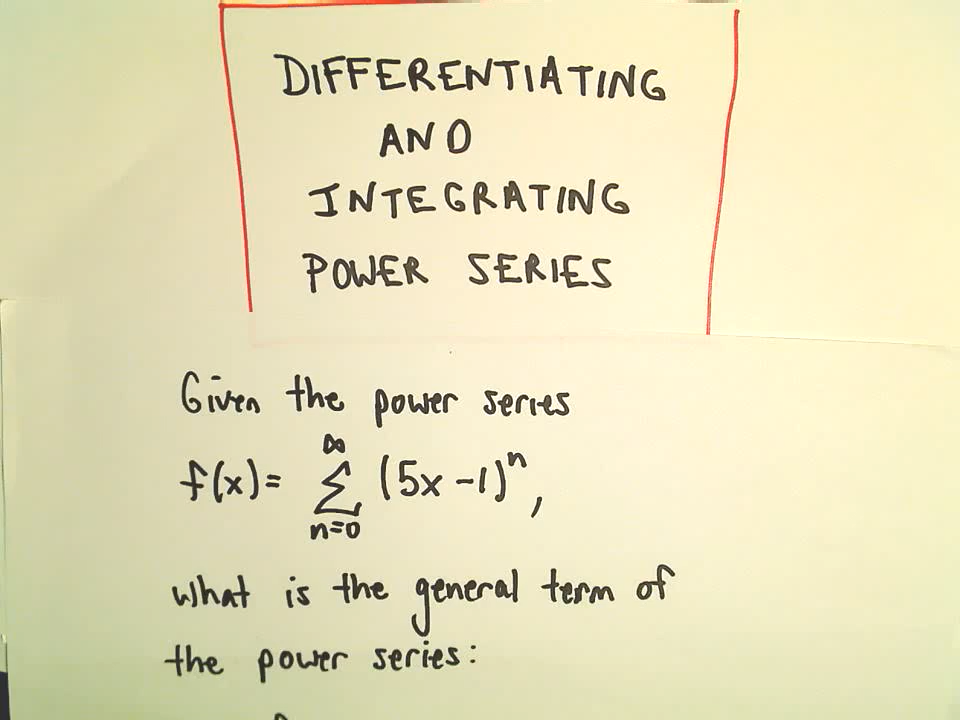 DIFFERENTIATING
AND
INTEGRATING
POWER SERIES
Given the power series
f(x) = ∑_{n=0}^{∞} (5x - 1)^n,
what is the general term of
the power series: